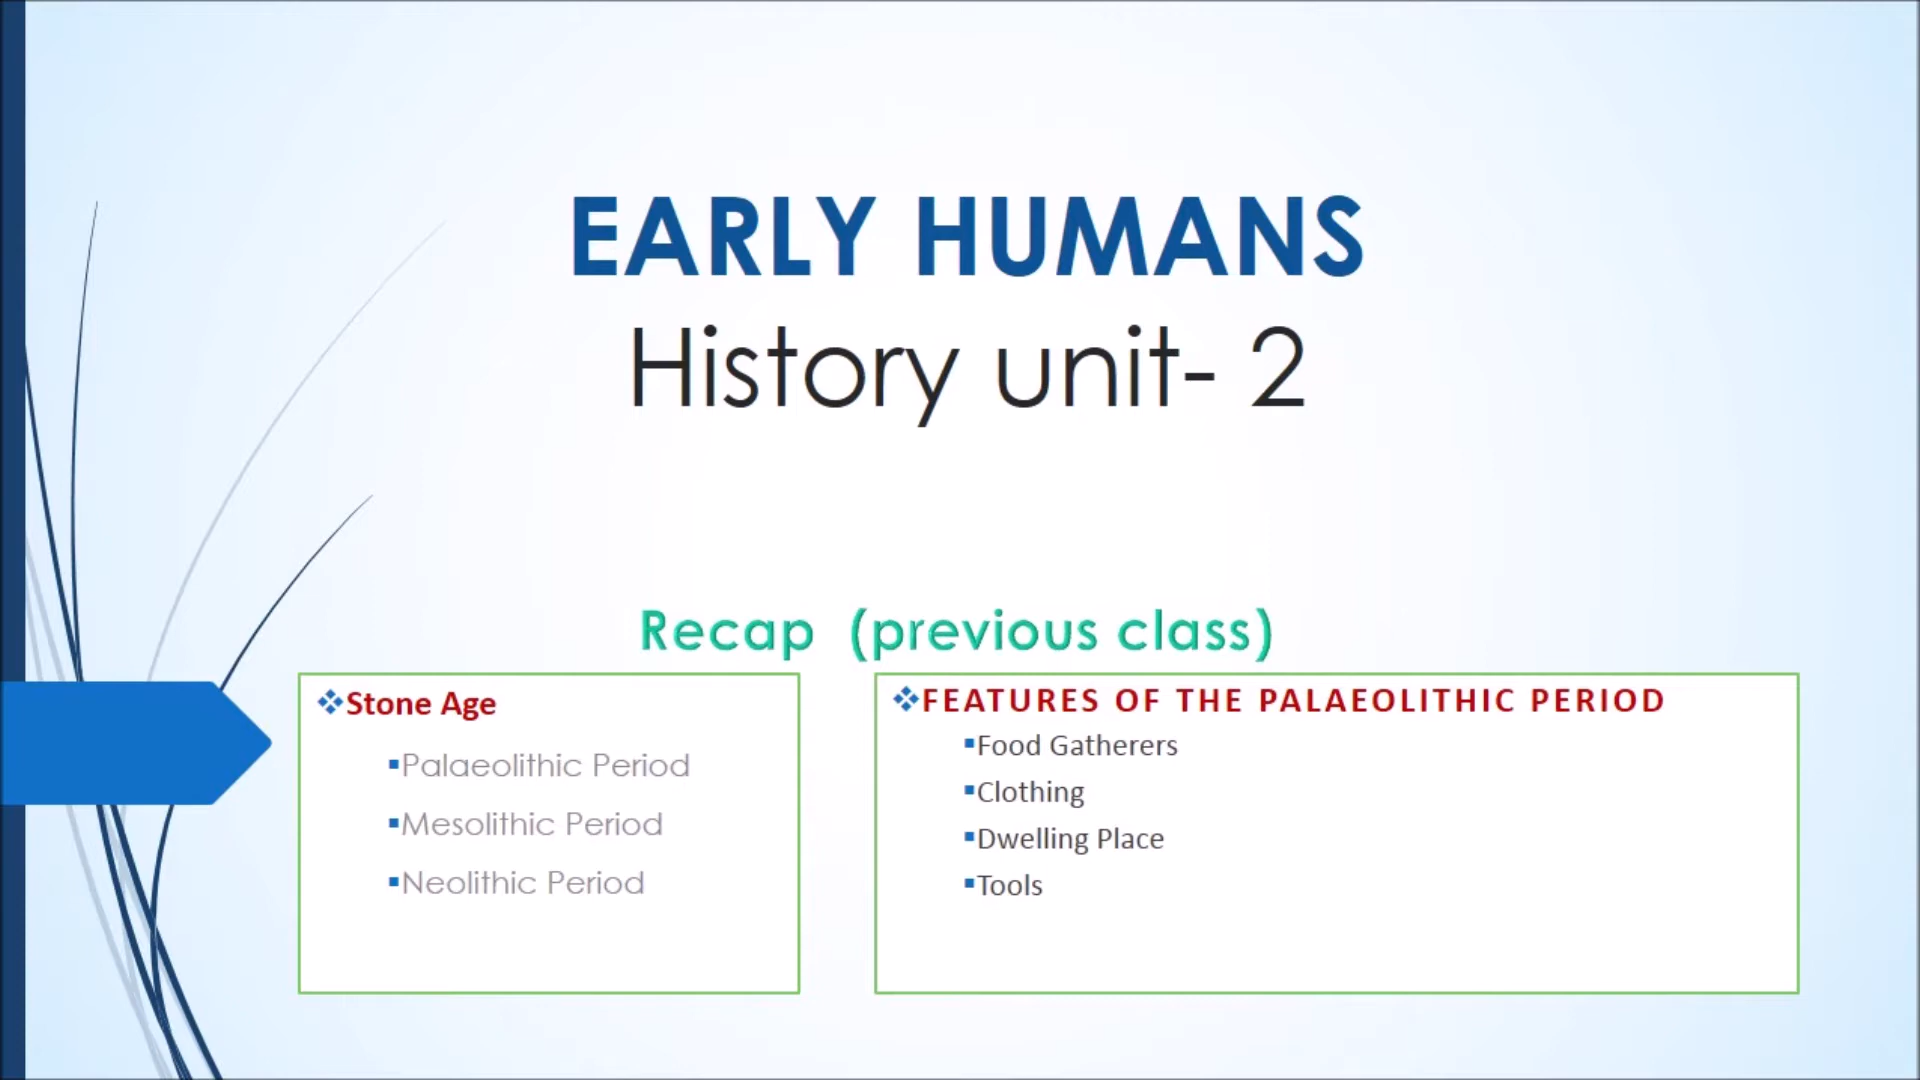 EARLY HUMANS
History unit- 2
Recap (previous class)
❖Stone Age
▪Palaeolithic Period
▪Mesolithic Period
▪Neolithic Period
❖FEATURES OF THE PALAEOLITHIC PERIOD
▪Food Gatherers
▪Clothing
▪Dwelling Place
▪Tools